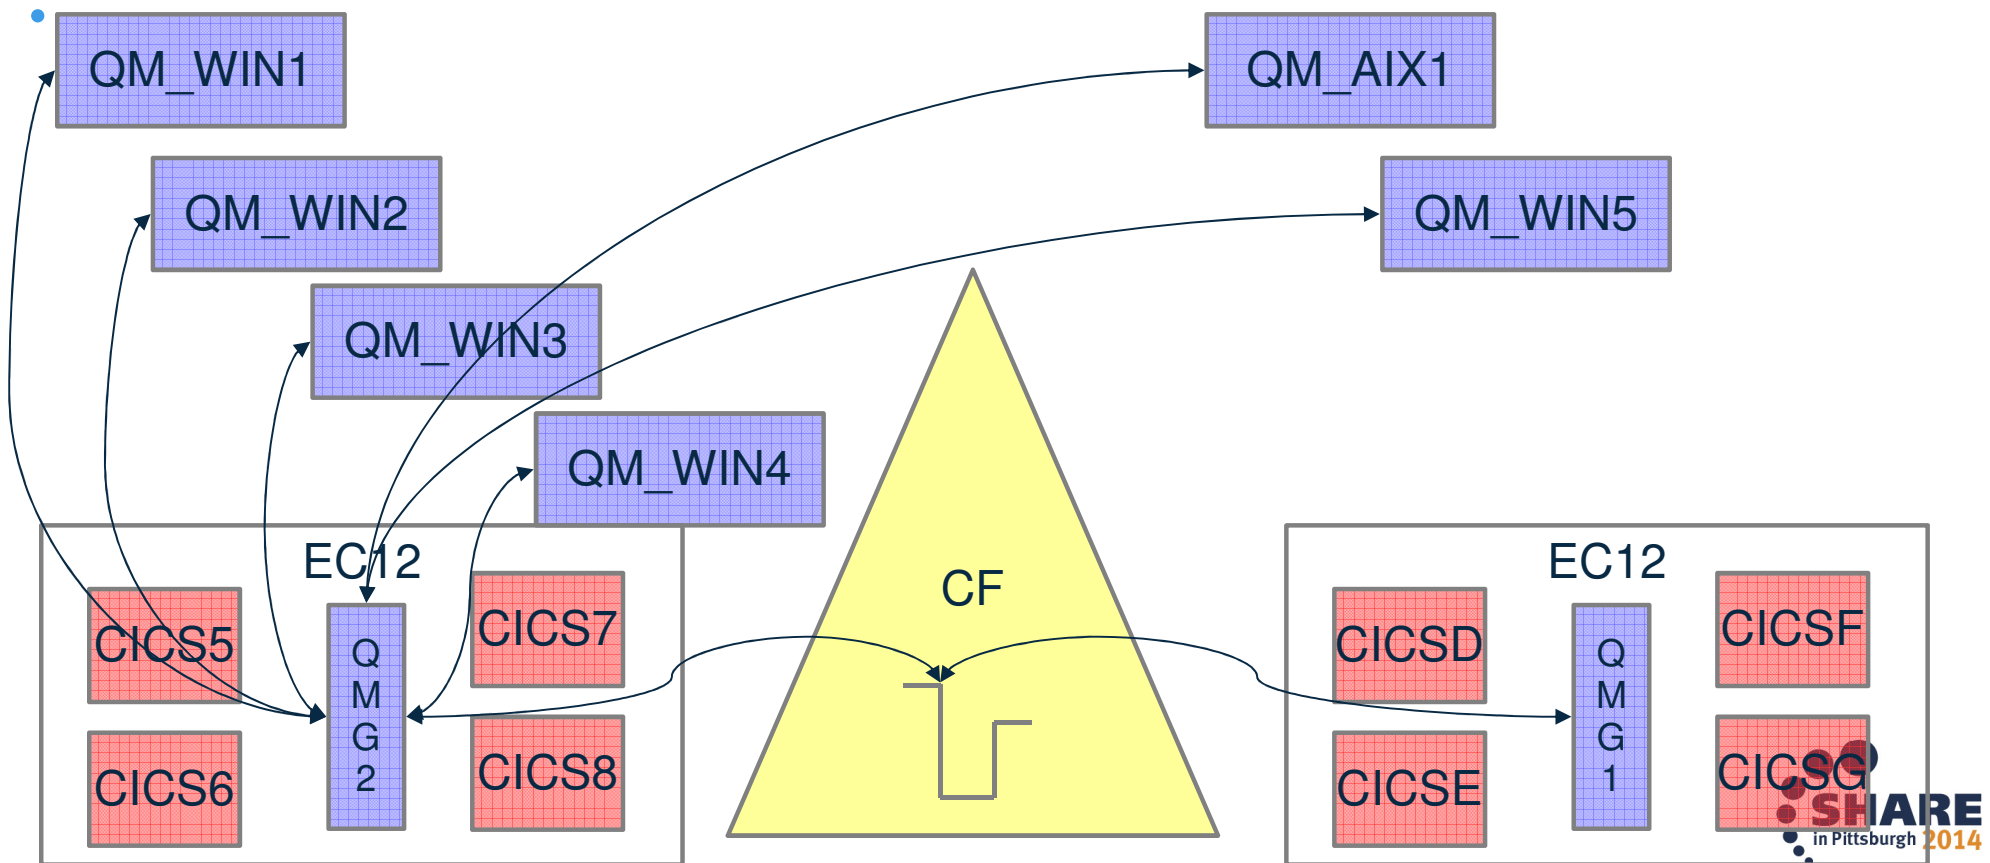 QM_WIN1
QM_AIX1
QM_WIN2
QM_WIN5
QM_WIN3
QM_WIN4
EC12
CICS5
CICS6
Q
M
G
2
CICS7
CICS8
CF
EC12
CICSD
CICSE
Q
M
G
1
CICSF
CICSG
SHARE
in Pittsburgh 2014